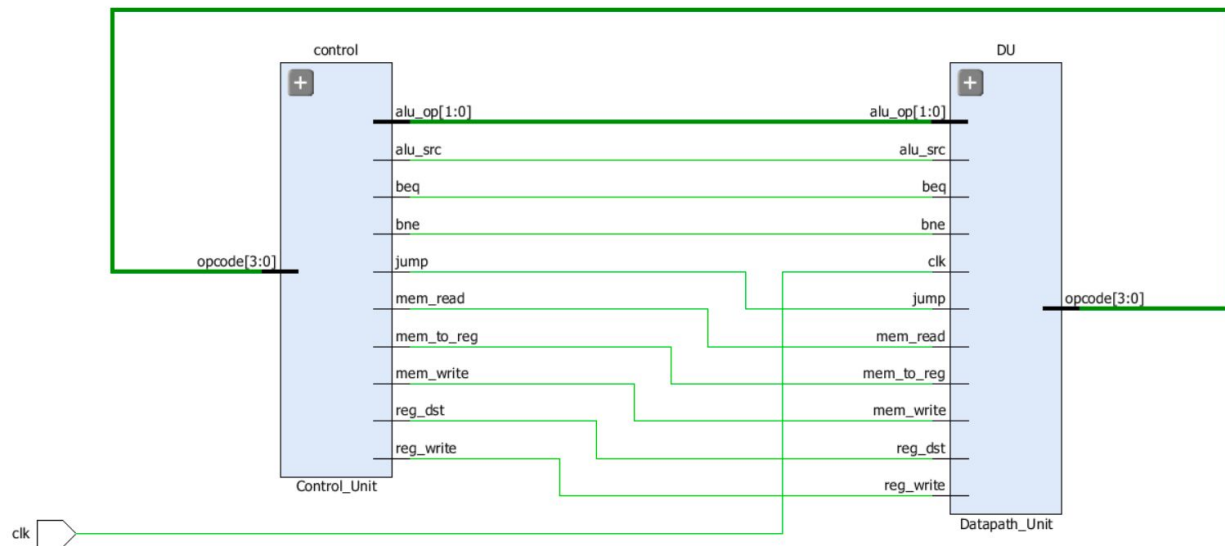 control
DU
alu_op[1:0]
alu_src
beq
bne
jump
mem_read
mem_to_reg
mem_write
reg_dst
reg_write
opcode[3:0]
Control_Unit
alu_op[1:0]
alu_src
beq
bne
clk
jump
mem_read
mem_to_reg
mem_write
reg_dst
reg_write
opcode[3:0]
Datapath_Unit
clk